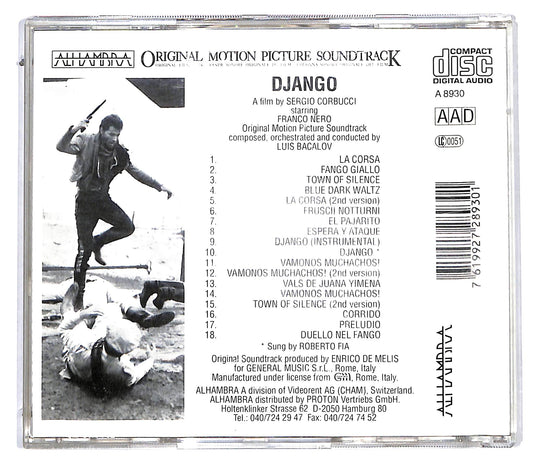 ALHAMBRA ORIGINAL MOTION PICTURE SOUNDTRACK
COMPACT
disc
DIGITAL AUDIO
A 8930
AAD
LC 0051
DJANGO
A film by SERGIO CORBUCCI
starring
FRANCO NERO
Original Motion Picture Soundtrack
composed, orchestrated and conducted by
LUIS BACALOV
1. LA CORSA
2. FANGO GIALLO
3. TOWN OF SILENCE
4. BLUE DARK WALTZ
5. LA CORSA (2nd version)
6. FRUSCII NOTTURNI
7. EL PAJARITO
8. ESPERA Y ATAQUE
9. DJANGO (INSTRUMENTAL)
10. DJANGO *
11. VAMONOS MUCHACHOS!
12. VAMONOS MUCHACHOS! (2nd version)
13. VALS DE JUANA YIMENA
14. VAMONOS MUCHACHOS!
15. TOWN OF SILENCE (2nd version)
16. CORRIDO
17. PRELUDIO
18. DUELLO NEL FANGO
* Sung by ROBERTO FIA
Original Soundtrack produced by ENRICO DE MELIS
for GENERAL MUSIC S.r.L., Rome, Italy
Manufactured under license from Gm, Rome, Italy.
ALHAMBRA A division of Videorent AG (CHAM), Switzerland.
ALHAMBRA distributed by PROTON Vertriebs GmbH.
Holtenklinker Strasse 62 D-2050 Hamburg 80
Tel.: 040/724 29 47 Fax: 040/724 74 52
7 619927 289301
ALHAMBRA